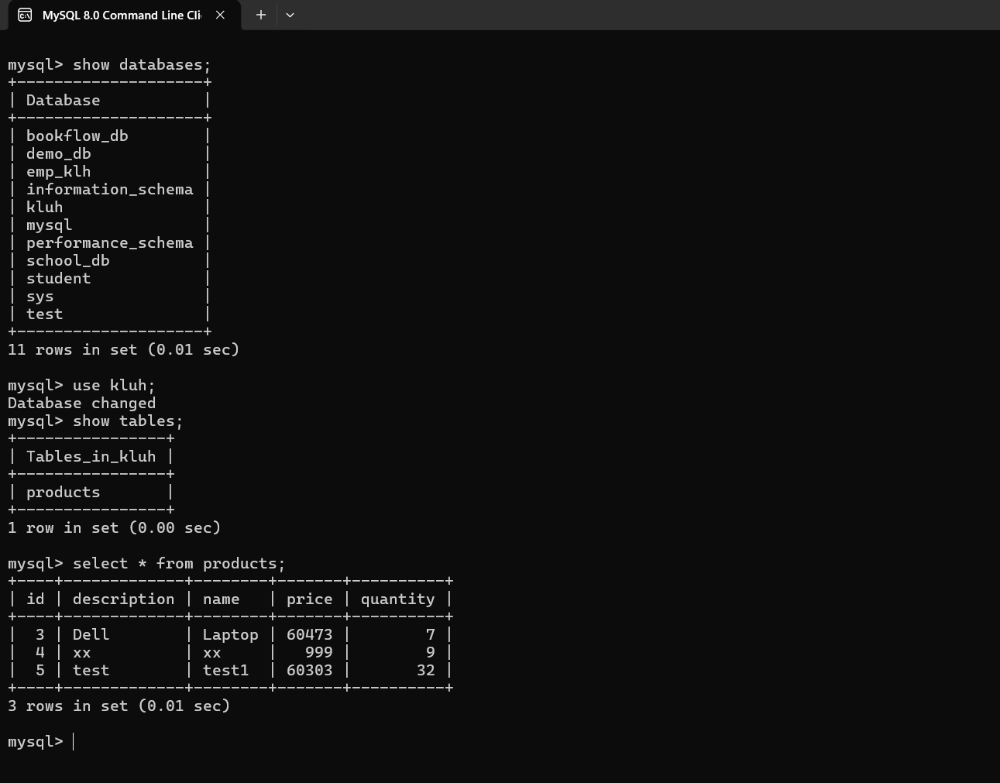 MySQL 8.0 Command Line Cli
mysql> show databases;
+--------------------+
| Database           |
+--------------------+
| bookflow_db        |
| demo_db            |
| emp_klh            |
| information_schema |
| kluh               |
| mysql              |
| performance_schema |
| school_db          |
| student            |
| sys                |
| test               |
+--------------------+
11 rows in set (0.01 sec)
mysql> use kluh;
Database changed
mysql> show tables;
+----------------+
| Tables_in_kluh |
+----------------+
| products       |
+----------------+
1 row in set (0.00 sec)
mysql> select * from products;
+----+-------------+--------+-------+----------+
| id | description | name   | price | quantity |
+----+-------------+--------+-------+----------+
|  3 | Dell        | Laptop | 60473 |        7 |
|  4 | xx          | xx     |   999 |        9 |
|  5 | test        | test1  | 60303 |       32 |
+----+-------------+--------+-------+----------+
3 rows in set (0.01 sec)
mysql>